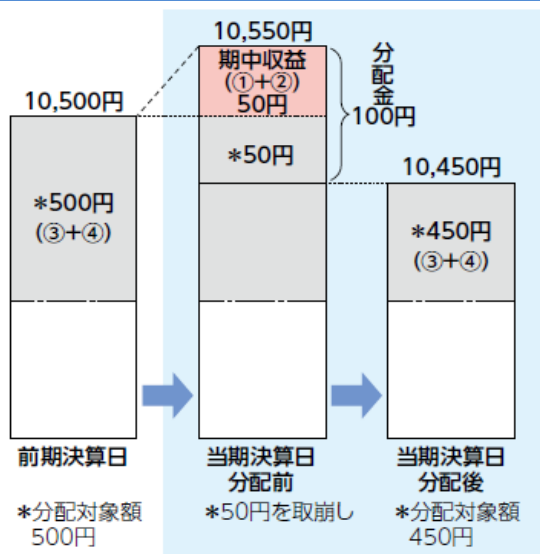 10,500円
*500円
(③+④)
前期決算日
*分配対象額
500円
10,550円
期中収益
(①+②)
50円
*50円
分配金
100円
当期決算日
分配前
*50円を取崩し
10,450円
*450円
(③+④)
当期決算日
分配後
*分配対象額
450円